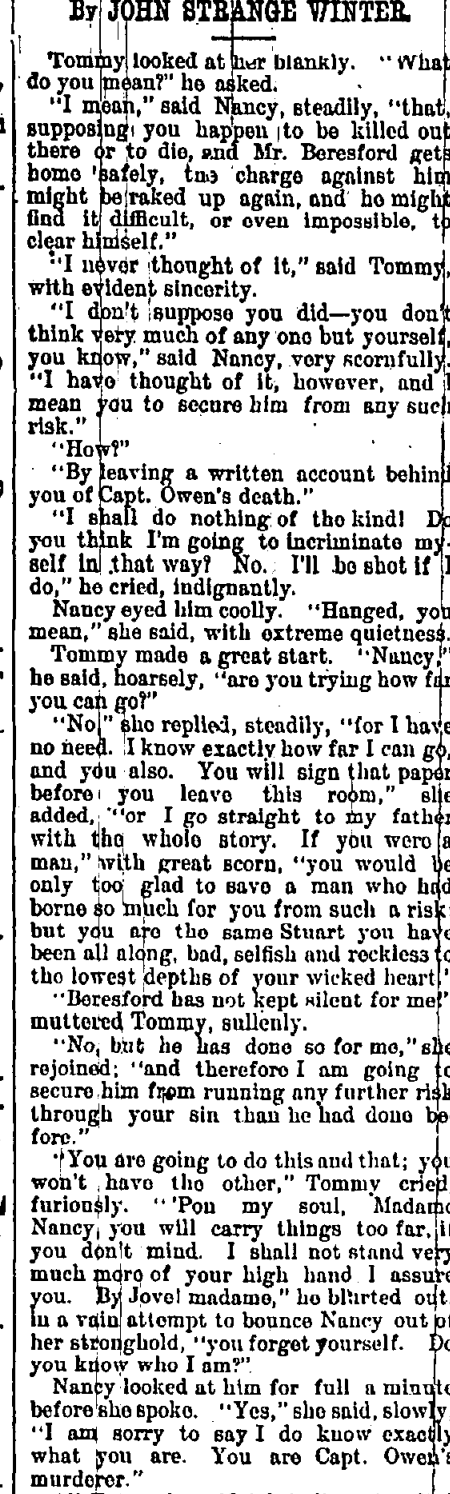 By JOHN STRANGE WINTER.
Tommy looked at her blankly. "What
do you mean?" he asked.
"I mean," said Nancy, steadily, "that,
supposing you happen to be killed out
there or to die, and Mr. Beresford gets
home safely, the charge against him
might be raked up again, and he might
find it difficult, or even impossible, to
clear himself."
"I never thought of it," said Tommy,
with evident sincerity.
"I don't suppose you did—you don't
think very much of any one but yourself,
you know," said Nancy, very scornfully.
"I have thought of it, however, and I
mean you to secure him from any such
risk."
"How?"
"By leaving a written account behind
you of Capt. Owen's death."
"I shall do nothing of the kind! Do
you think I'm going to incriminate my-
self in that way? No. I'll be shot if I
do," he cried, indignantly.
Nancy eyed him coolly. "Hanged, you
mean," she said, with extreme quietness.
Tommy made a great start. "Nancy,"
he said, hoarsely, "are you trying how far
you can go?"
"No," she replied, steadily, "for I have
no need. I know exactly how far I can go,
and you also. You will sign that paper
before you leave this room," she
added, "or I go straight to my father
with the whole story. If you were a
man," with great scorn, "you would be
only too glad to save a man who had
borne so much for you from such a risk
but you are the same Stuart you have
been all along, bad, selfish and reckless to
the lowest depths of your wicked heart."
"Beresford has not kept silent for me!"
muttered Tommy, sullenly.
"No, but he has done so for me," she
rejoined; "and therefore I am going to
secure him from running any further risk
through your sin than he had done be
fore."
"You are going to do this and that; you
won't have the other," Tommy cried
furiously. "'Pon my soul, Madame
Nancy, you will carry things too far, if
you don't mind. I shall not stand very
much more of your high hand I assure
you. By Jove! madame," he blurted out.
in a vain attempt to bounce Nancy out of
her stronghold, "you forget yourself. Do
you know who I am?"
Nancy looked at him for full a minute
before she spoke. "Yes," she said, slowly,
"I am sorry to say I do know exactly
what you are. You are Capt. Owen's
murderer."